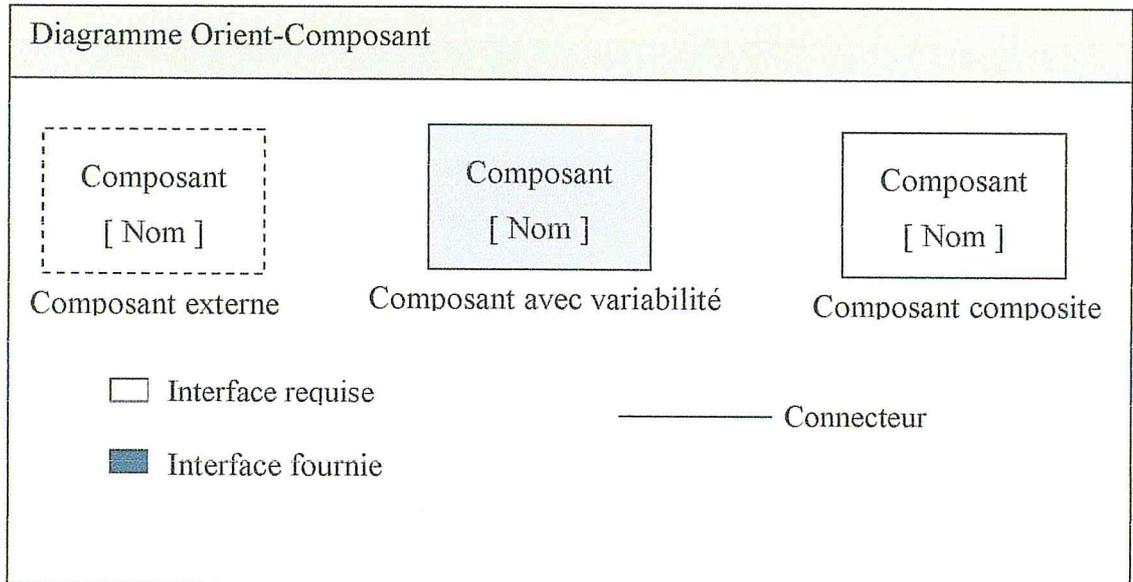 Diagramme Orient-Composant
Composant
[ Nom ]
Composant externe
Composant
[ Nom ]
Composant avec variabilité
Composant
[ Nom ]
Composant composite
Interface requise
Connecteur
Interface fournie